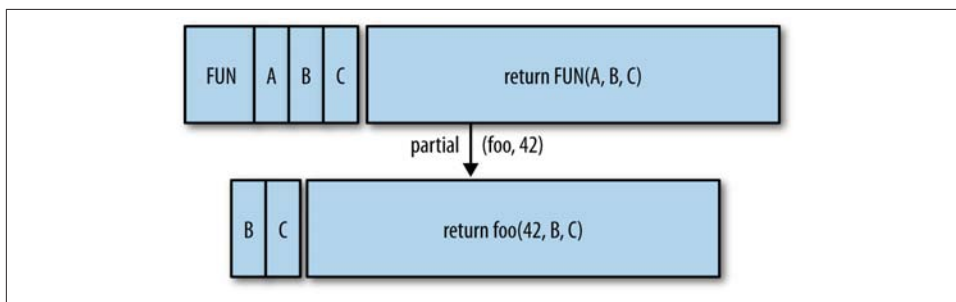 FUN A B C return FUN(A, B, C)
partial (foo, 42)
B C return foo(42, B, C)